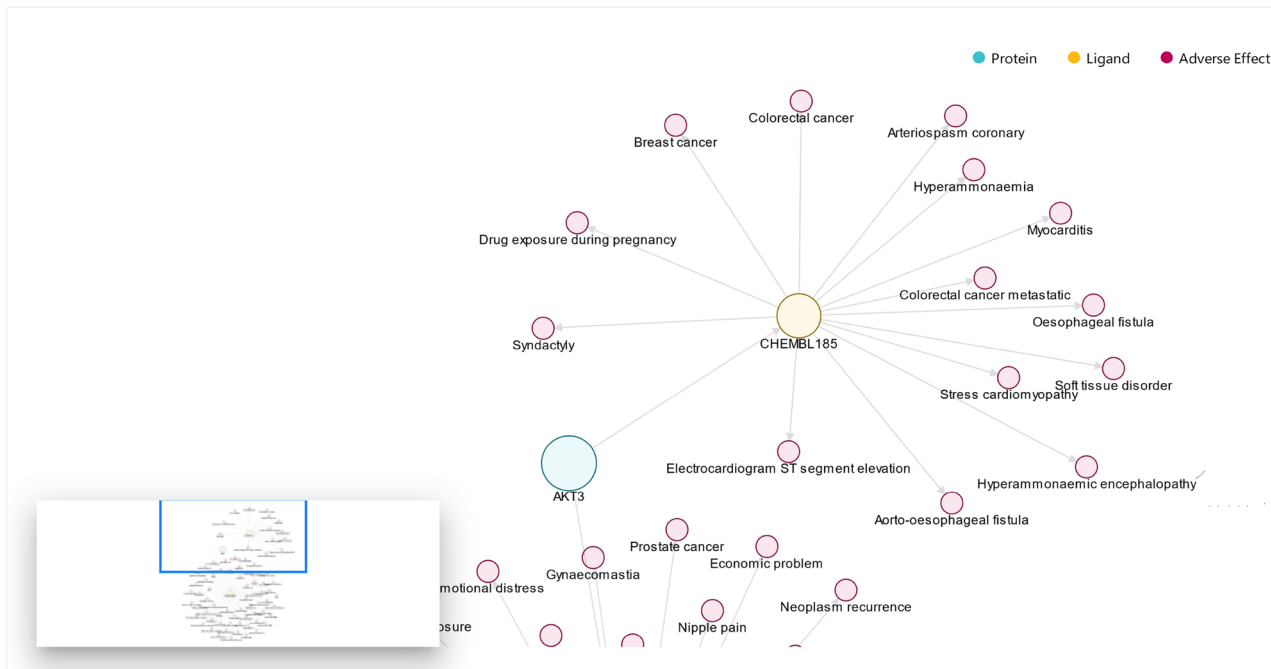 Protein
Ligand
Adverse Effect
Colorectal cancer
Arteriospasm coronary
Breast cancer
Hyperammonaemia
Myocarditis
Drug exposure during pregnancy
Colorectal cancer metastatic
Oesophageal fistula
CHEMBL185
Syndactyly
Soft tissue disorder
Stress cardiomyopathy
Electrocardiogram ST segment elevation
Hyperammonaemic encephalopathy
AKT3
Aorto-oesophageal fistula
Prostate cancer
Economic problem
Gynaecomastia
motional distress
Neoplasm recurrence
Nipple pain
osure